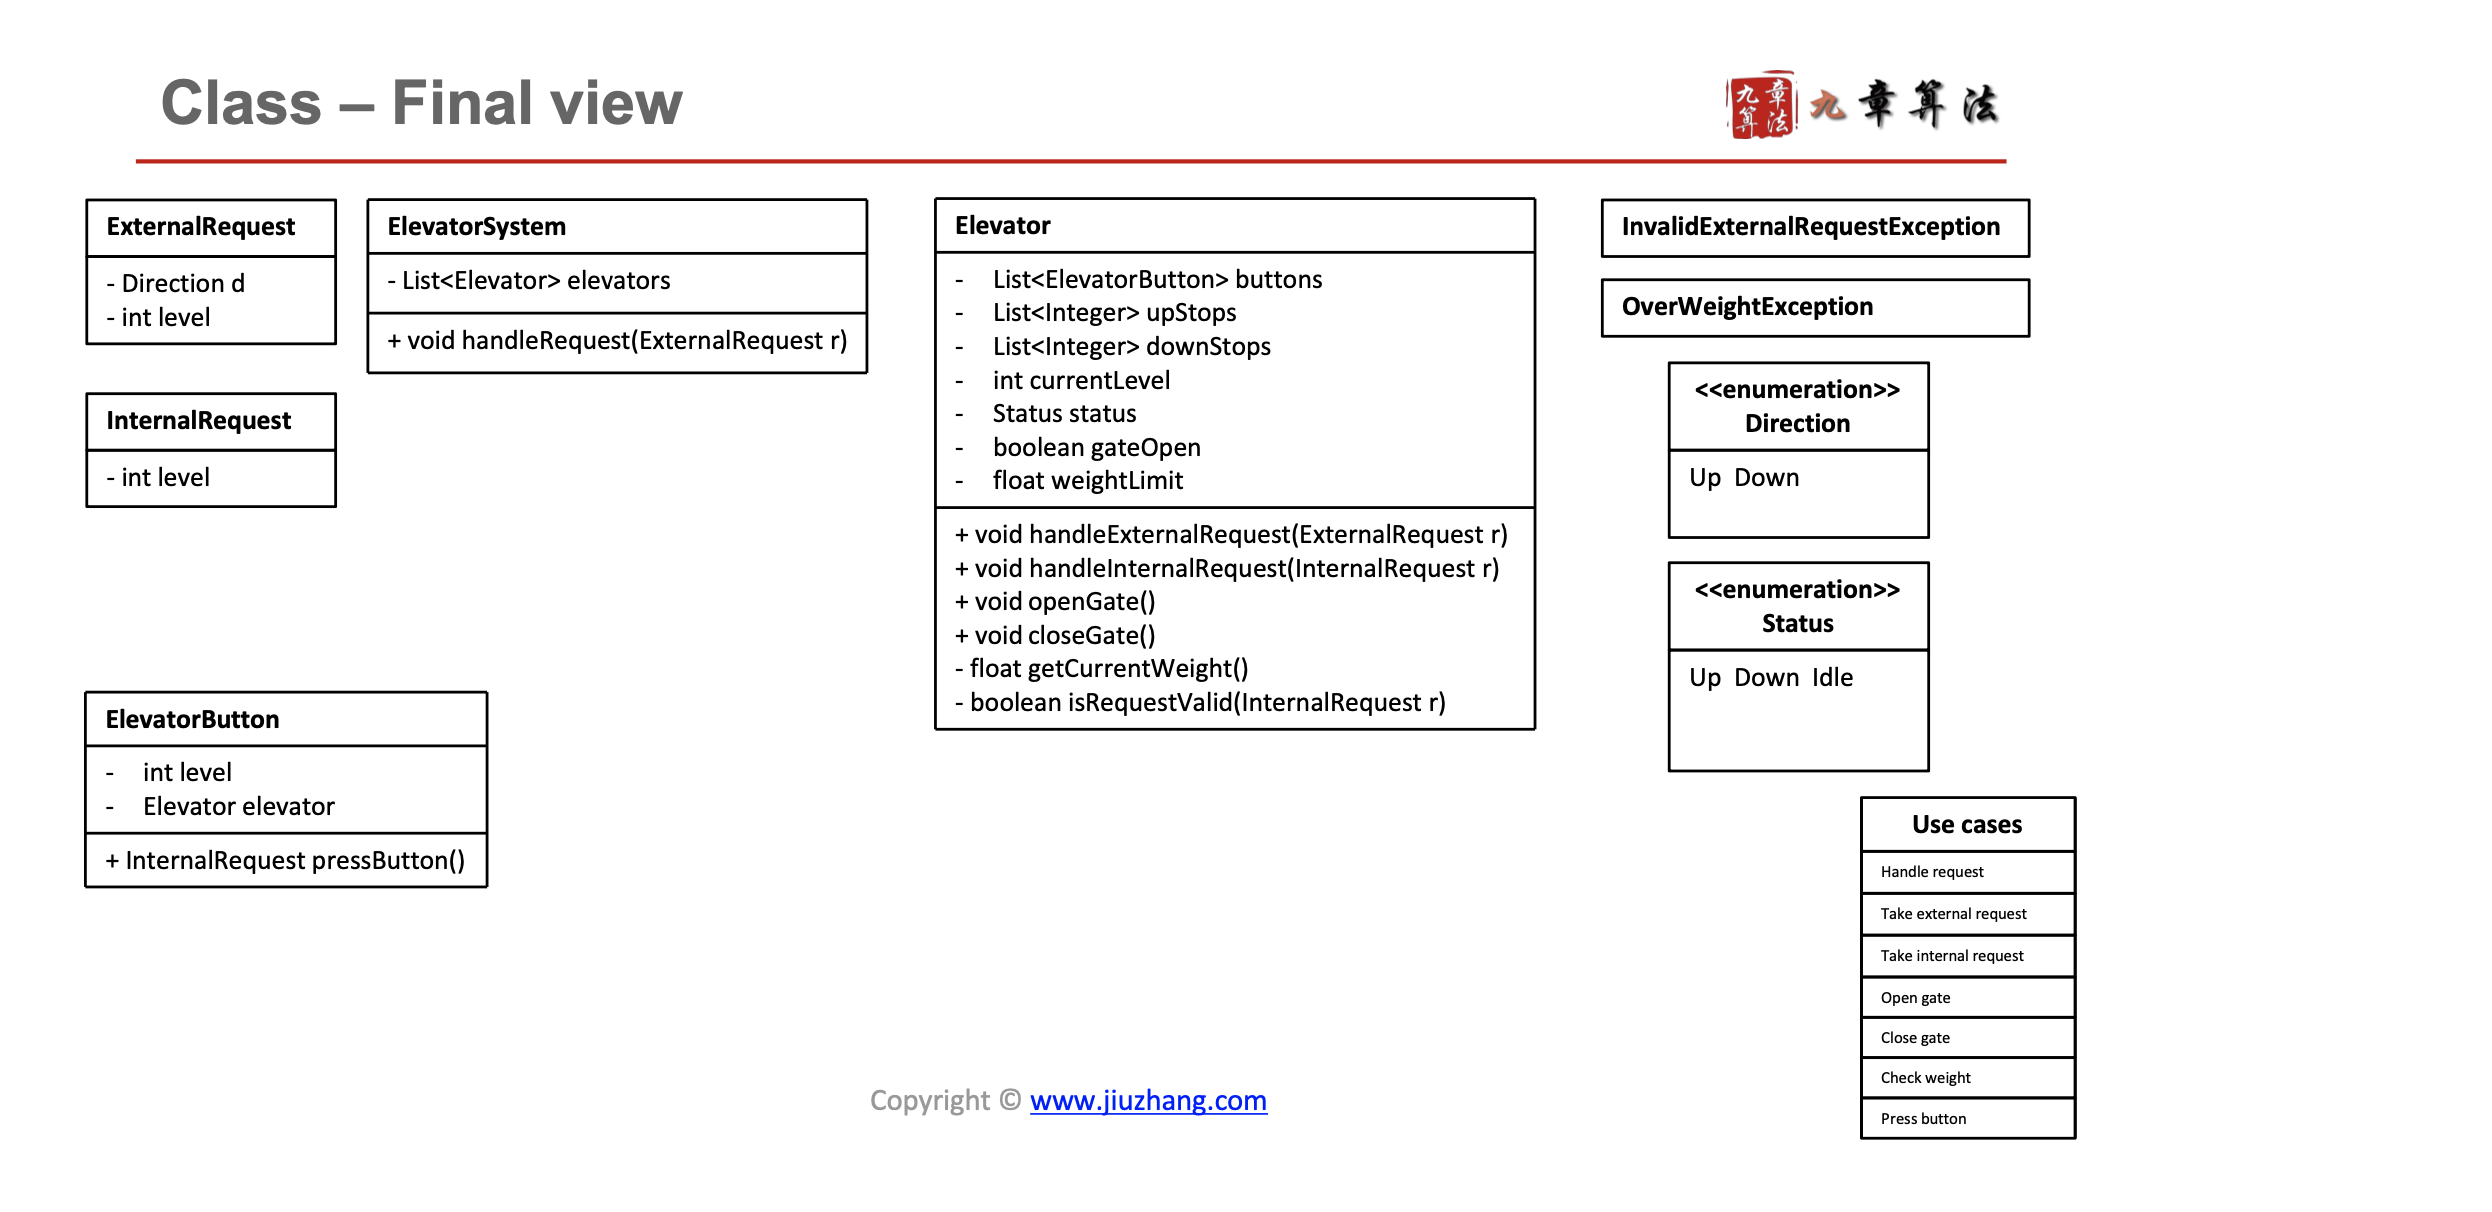 Class – Final view
九章
算法
九章算法
ExternalRequest
- Direction d
- int level
InternalRequest
- int level
ElevatorSystem
- List<Elevator> elevators
+ void handleRequest(ExternalRequest r)
ElevatorButton
- int level
- Elevator elevator
+ InternalRequest pressButton()
Elevator
- List<ElevatorButton> buttons
- List<Integer> upStops
- List<Integer> downStops
- int currentLevel
- Status status
- boolean gateOpen
- float weightLimit
+ void handleExternalRequest(ExternalRequest r)
+ void handleInternalRequest(InternalRequest r)
+ void openGate()
+ void closeGate()
- float getCurrentWeight()
- boolean isRequestValid(InternalRequest r)
InvalidExternalRequestException
OverWeightException
<<enumeration>>
Direction
Up Down
<<enumeration>>
Status
Up Down Idle
Use cases
Handle request
Take external request
Take internal request
Open gate
Close gate
Check weight
Press button
Copyright © www.jiuzhang.com